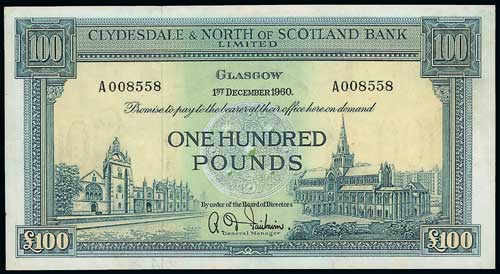 100 CLYDESDALE & NORTH OF SCOTLAND BANK 100
LIMITED
GLASGOW
A008558 1ST DECEMBER 1960. A008558
Promise to pay to the bearer at their office here on demand
ONE HUNDRED
POUNDS
By order of the Board of Directors
R. D. Fairbairn
General Manager
£100 £100